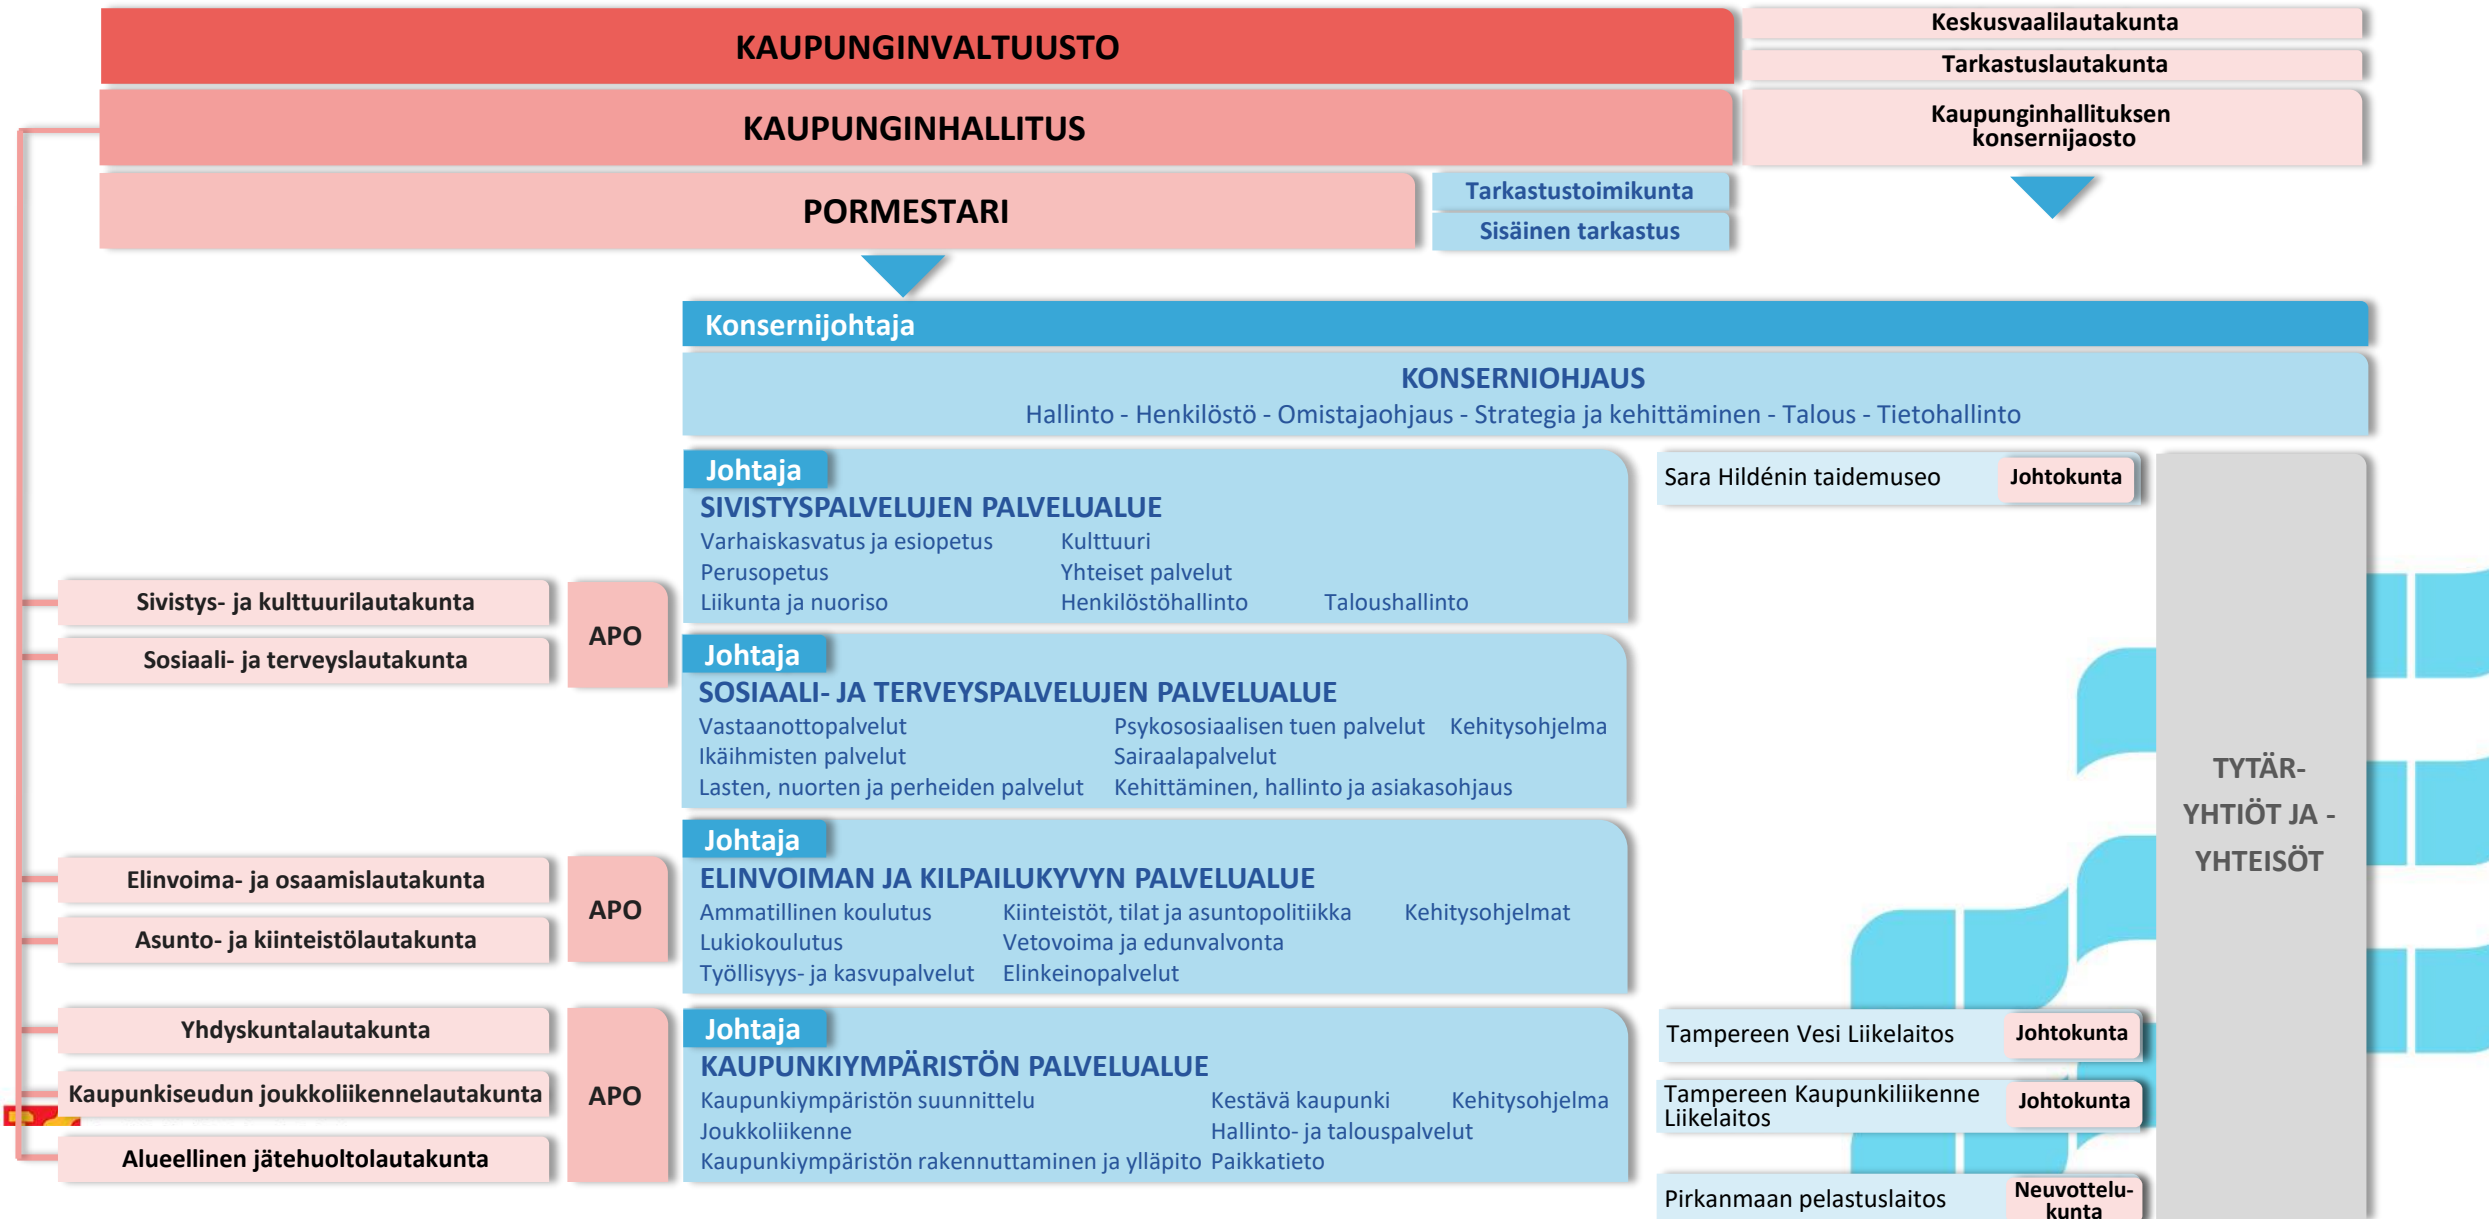 KAUPUNGINVALTUUSTO
Keskusvaalilautakunta
Tarkastuslautakunta
KAUPUNGINHALLITUS
Kaupunginhallituksen
konsernijaosto
PORMESTARI
Tarkastustoimikunta
Sisäinen tarkastus
Konsernijohtaja
KONSERNIOHJAUS
Hallinto - Henkilöstö - Omistajaohjaus - Strategia ja kehittäminen - Talous - Tietohallinto
Sivistys- ja kulttuurilautakunta
Sosiaali- ja terveyslautakunta
APO
Johtaja
SIVISTYSPALVELUJEN PALVELUALUE
Varhaiskasvatus ja esiopetus Kulttuuri
Perusopetus Yhteiset palvelut
Liikunta ja nuoriso Henkilöstöhallinto Taloushallinto
Johtaja
SOSIAALI- JA TERVEYSPALVELUJEN PALVELUALUE
Vastaanottopalvelut Psykososiaalisen tuen palvelut Kehitysohjelma
Ikäihmisten palvelut Sairaalapalvelut
Lasten, nuorten ja perheiden palvelut Kehittäminen, hallinto ja asiakasohjaus
Elinvoima- ja osaamislautakunta
Asunto- ja kiinteistölautakunta
APO
Johtaja
ELINVOIMAN JA KILPAILUKYVYN PALVELUALUE
Ammatillinen koulutus Kiinteistöt, tilat ja asuntopolitiikka Kehitysohjelmat
Lukiokoulutus Vetovoima ja edunvalvonta
Työllisyys- ja kasvupalvelut Elinkeinopalvelut
Yhdyskuntalautakunta
Kaupunkiseudun joukkoliikennelautakunta
Alueellinen jätehuoltolautakunta
APO
Johtaja
KAUPUNKIYMPÄRISTÖN PALVELUALUE
Kaupunkiympäristön suunnittelu Kestävä kaupunki Kehitysohjelma
Joukkoliikenne Hallinto- ja talouspalvelut
Kaupunkiympäristön rakennuttaminen ja ylläpito Paikkatieto
Sara Hildénin taidemuseo Johtokunta
Tampereen Vesi Liikelaitos Johtokunta
Tampereen Kaupunkiliikenne
Liikelaitos
Johtokunta
Pirkanmaan pelastuslaitos
Neuvottelu-
kunta
TYTÄR-
YHTIÖT JA -
YHTEISÖT